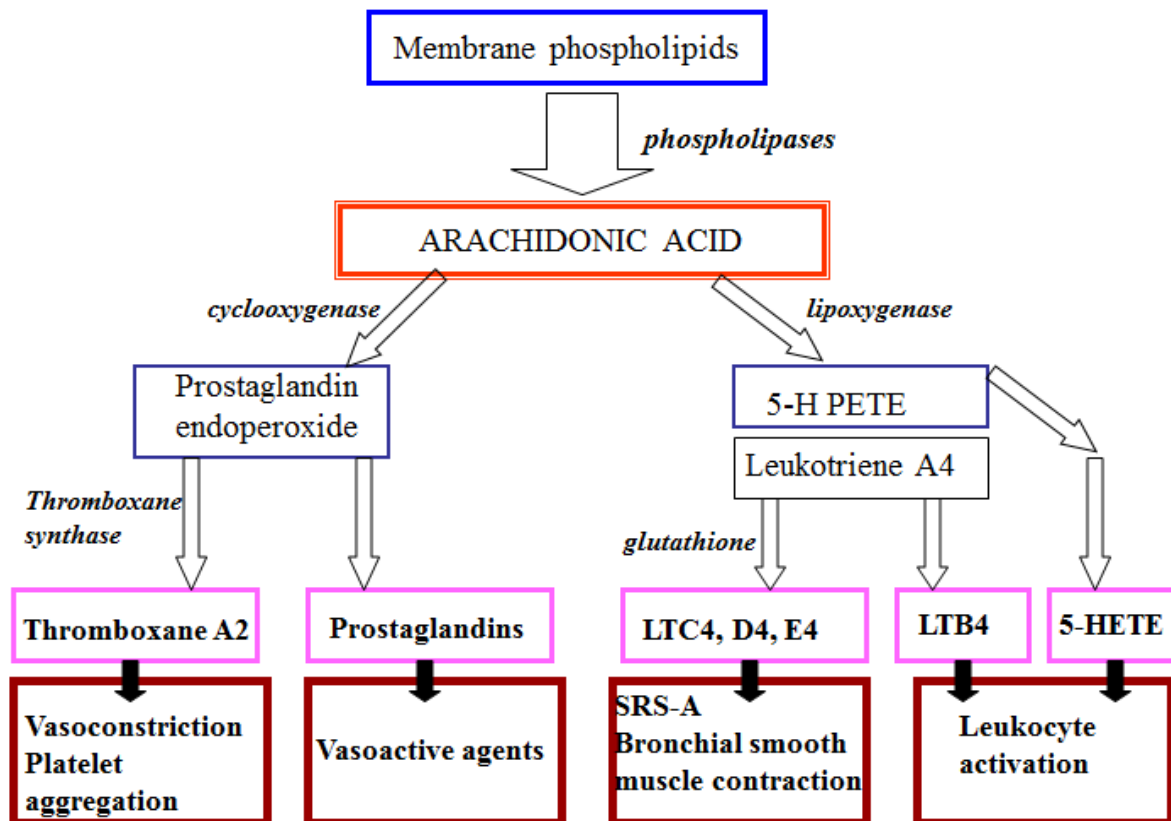 Membrane phospholipids
phospholipases
ARACHIDONIC ACID
cyclooxygenase
lipoxygenase
Prostaglandin
endoperoxide
5-H PETE
Leukotriene A4
Thromboxane
synthase
glutathione
Thromboxane A2
Prostaglandins
LTC4, D4, E4
LTB4
5-HETE
Vasoconstriction
Platelet
aggregation
Vasoactive agents
SRS-A
Bronchial smooth
muscle contraction
Leukocyte
activation